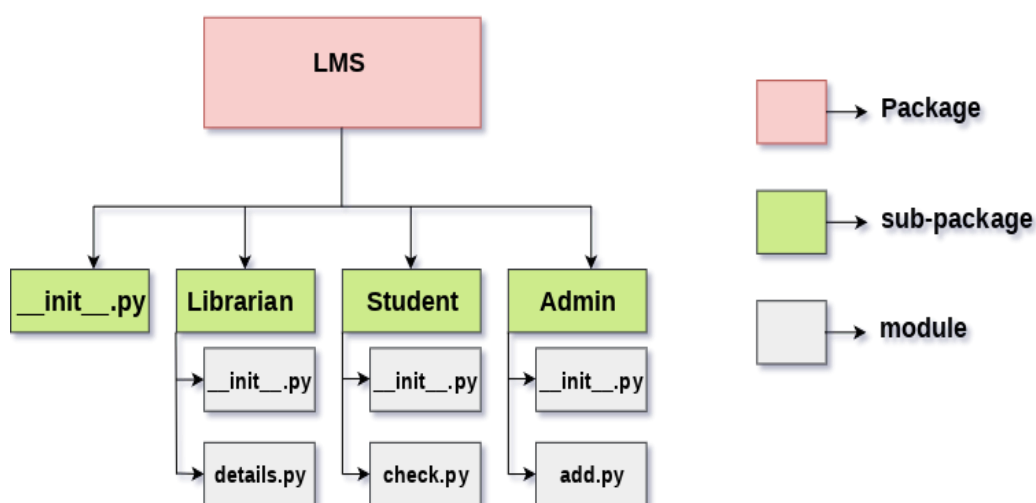 LMS
Package
sub-package
module
__init__.py
Librarian
Student
Admin
__init__.py
__init__.py
__init__.py
details.py
check.py
add.py